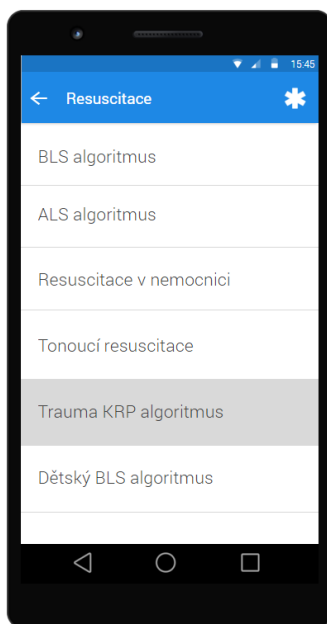 15:45
Resuscitace
BLS algoritmus
ALS algoritmus
Resuscitace v nemocnici
Tonoucí resuscitace
Trauma KRP algoritmus
Dětský BLS algoritmus